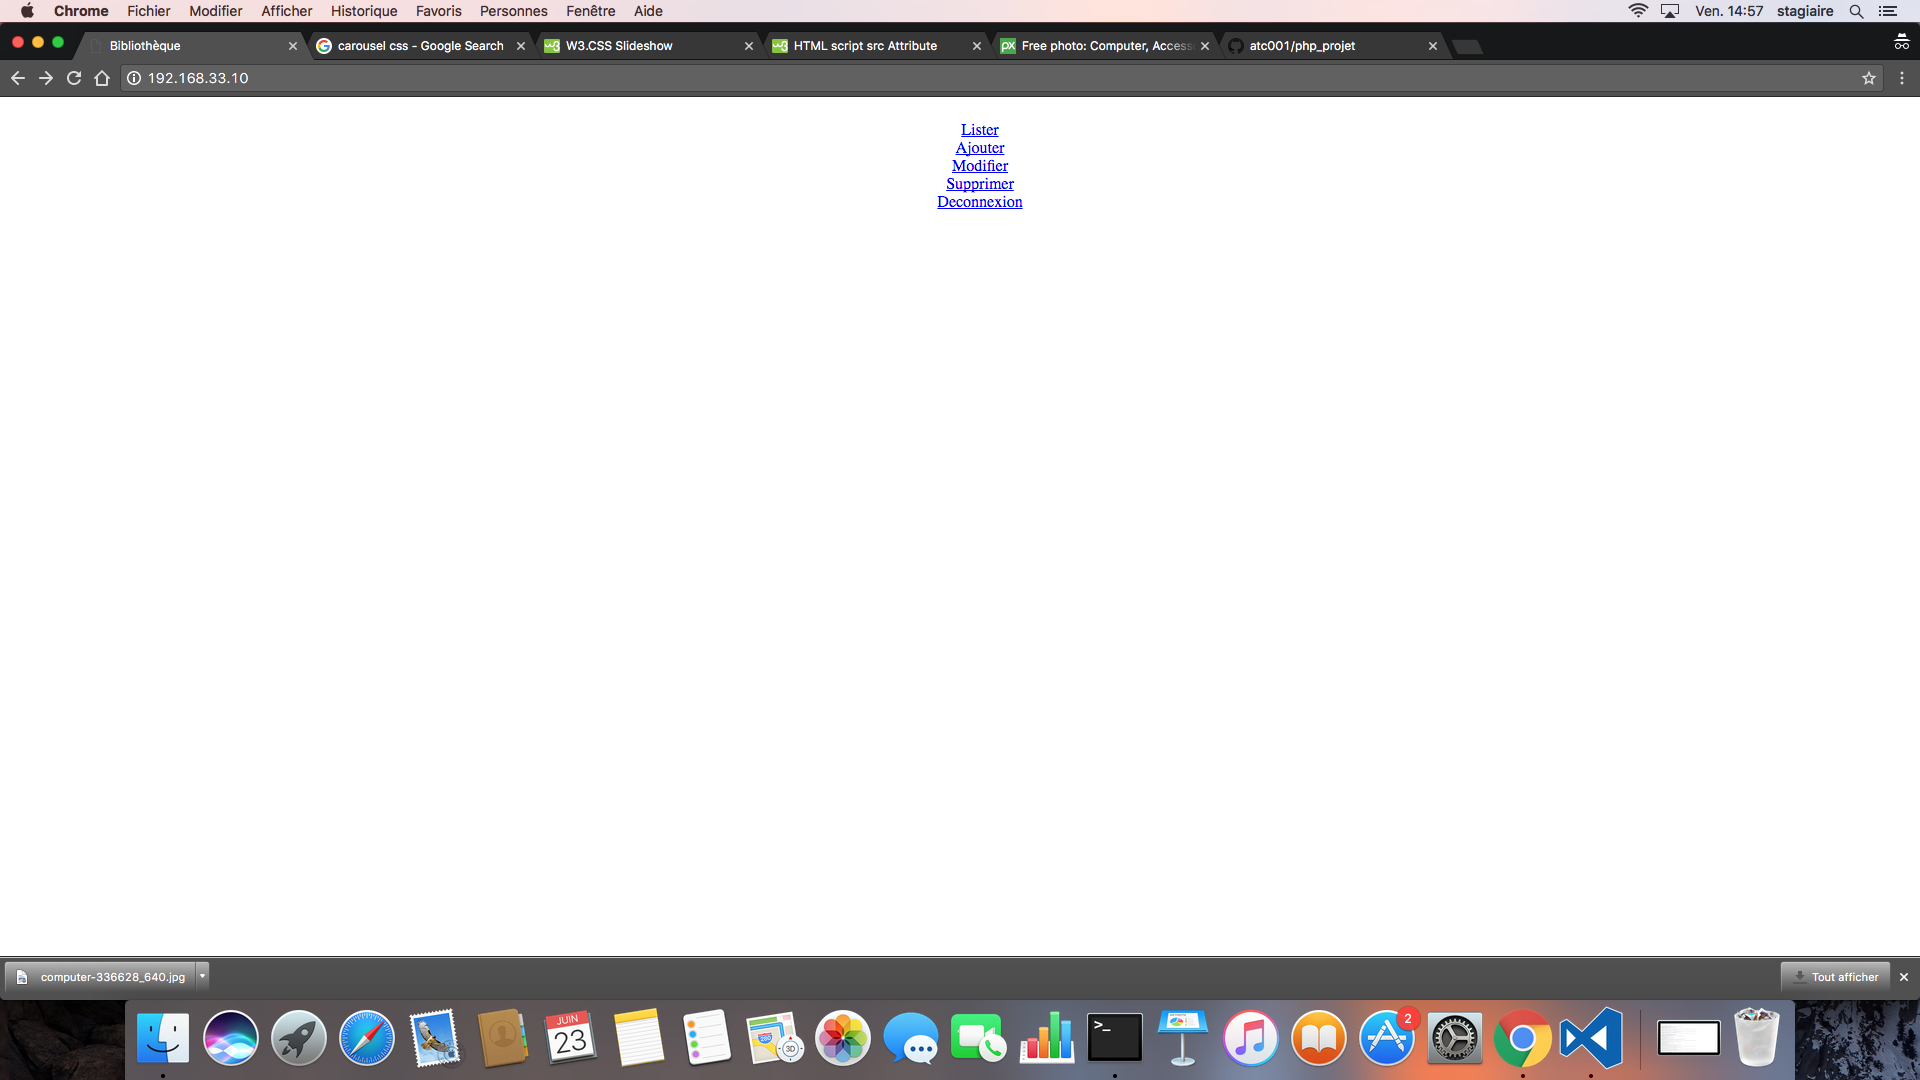 Chrome Fichier Modifier Afficher Historique Favoris Personnes Fenêtre Aide Ven. 14:57 stagiaire
Bibliothèque carousel css - Google Search W3.CSS Slideshow HTML script src Attribute Free photo: Computer, Access atc001/php_projet
192.168.33.10
Lister
Ajouter
Modifier
Supprimer
Deconnexion
computer-336628_640.jpg Tout afficher
JUIN
23
280
3D
>_
2